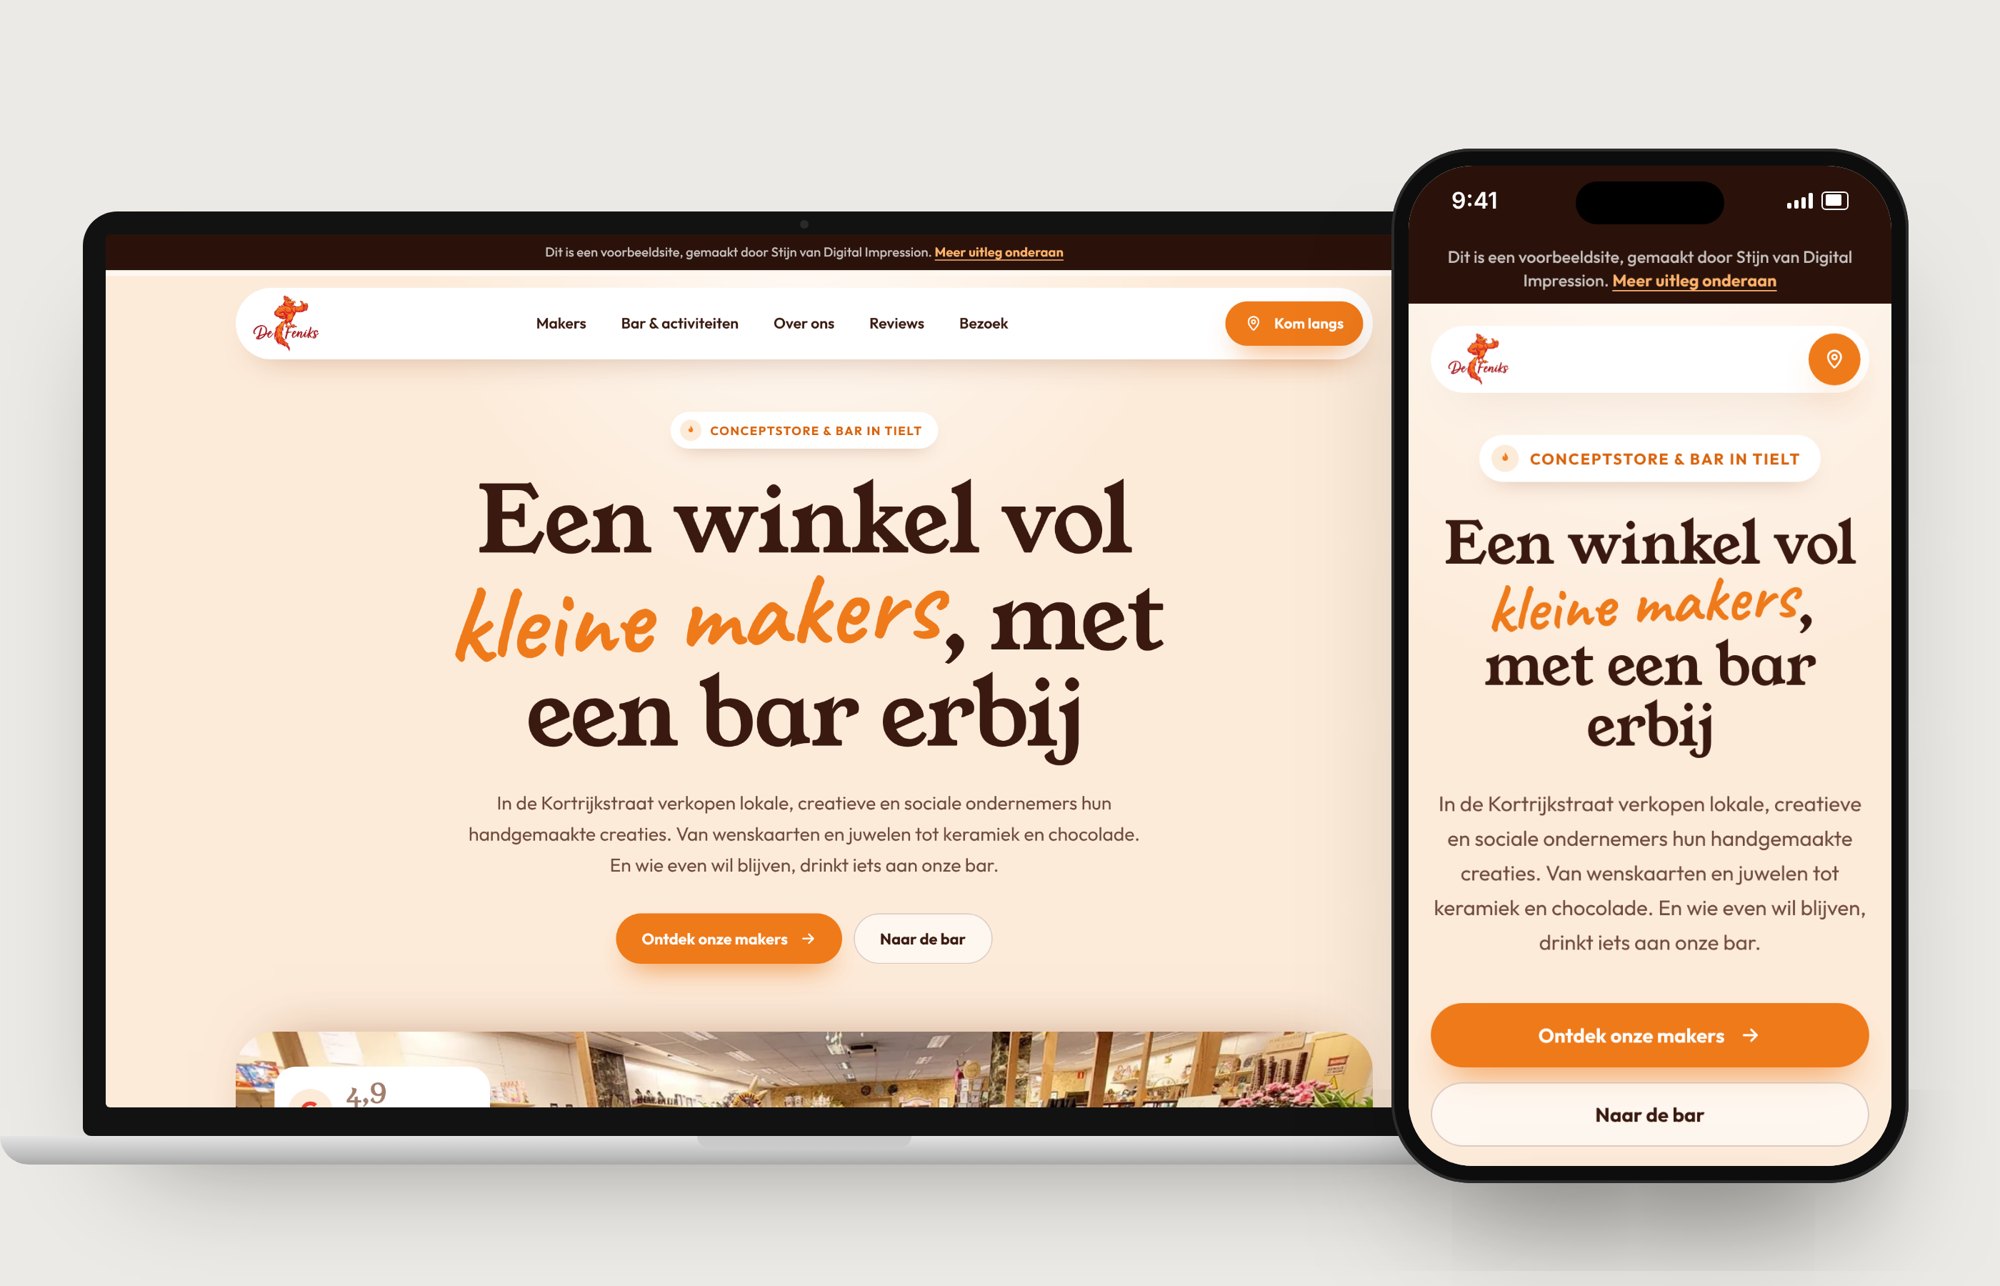 Dit is een voorbeeldsite, gemaakt door Stijn van Digital Impression. Meer uitleg onderaan
De Feniks
Makers
Bar & activiteiten
Over ons
Reviews
Bezoek
Kom langs
CONCEPTSTORE & BAR IN TIELT
Een winkel vol
kleine makers, met
een bar erbij
In de Kortrijkstraat verkopen lokale, creatieve en sociale ondernemers hun
handgemaakte creaties. Van wenskaarten en juwelen tot keramiek en chocolade.
En wie even wil blijven, drinkt iets aan onze bar.
Ontdek onze makers
Naar de bar
4,9
9:41
Dit is een voorbeeldsite, gemaakt door Stijn van Digital
Impression. Meer uitleg onderaan
De Feniks
CONCEPTSTORE & BAR IN TIELT
Een winkel vol
kleine makers,
met een bar
erbij
In de Kortrijkstraat verkopen lokale, creatieve
en sociale ondernemers hun handgemaakte
creaties. Van wenskaarten en juwelen tot
keramiek en chocolade. En wie even wil blijven,
drinkt iets aan onze bar.
Ontdek onze makers
Naar de bar